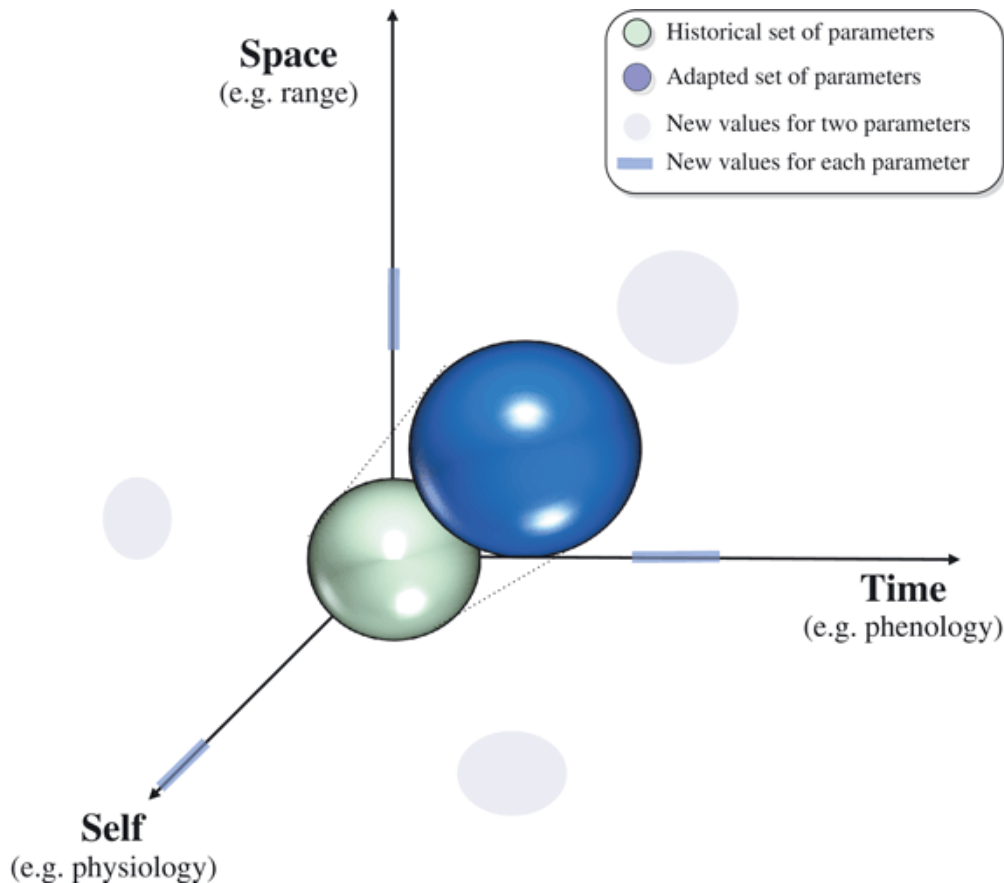 Space
(e.g. range)
Historical set of parameters
Adapted set of parameters
New values for two parameters
New values for each parameter
Time
(e.g. phenology)
Self
(e.g. physiology)